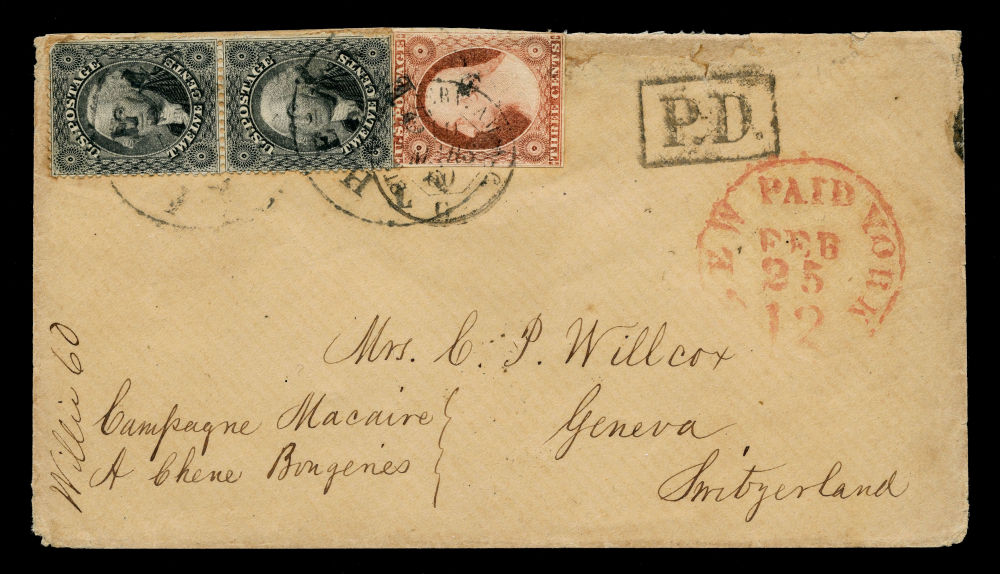 U.S. POSTAGE
TWELVE CENTS
U.S. POSTAGE
TWELVE CENTS
U.S. POSTAGE
THREE CENTS
P.D.
NEW YORK
PAID
FEB
25
12
Mrs. C. P. Willcox
Geneva
Switzerland
Campagne Macaire
A Chene Bougeries
Willie 60